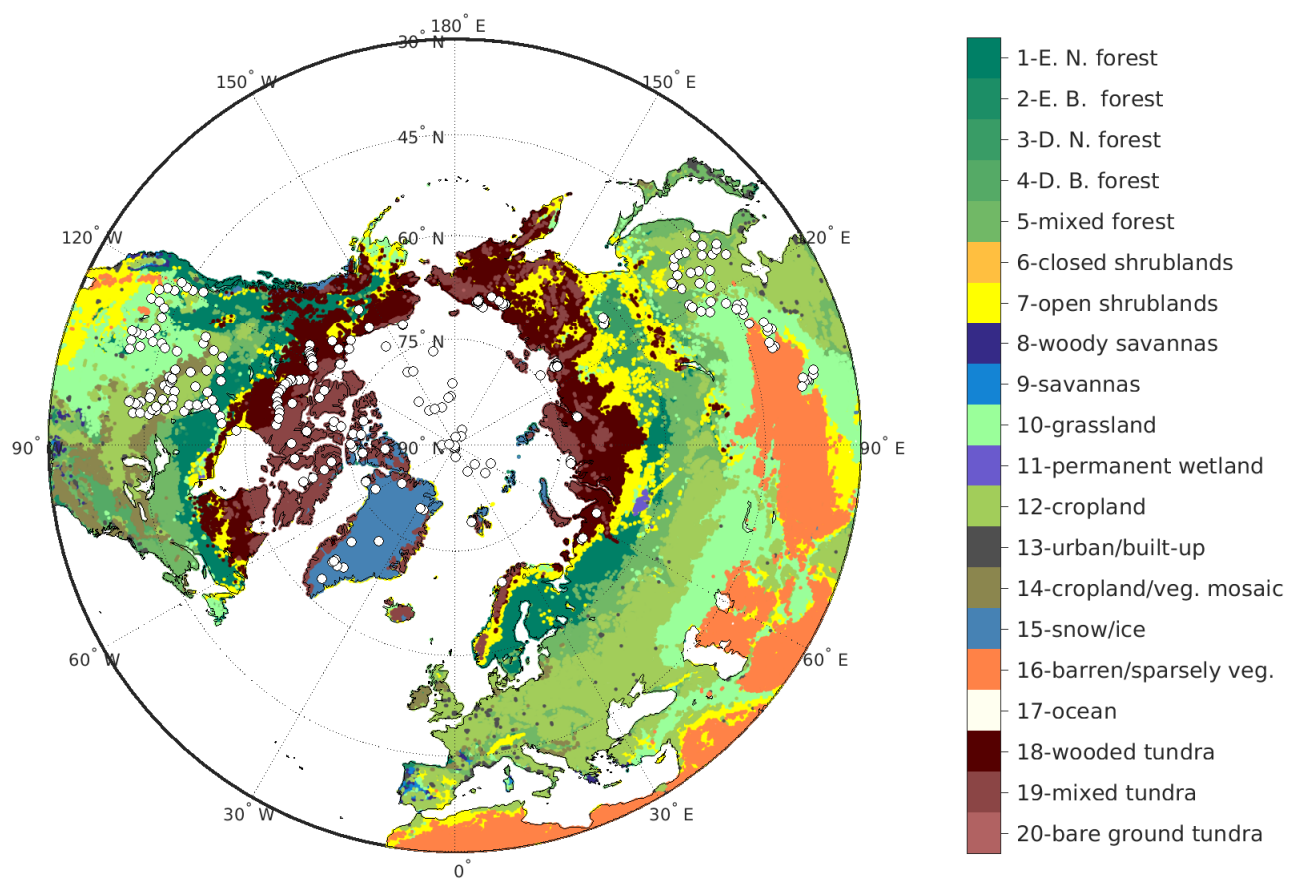 180° E
30° N
150° W
150° E
45° N
120° W
60° N
120° E
75° N
90°
90° N
90° E
60° W
60° E
30° W
30° E
0°
1-E. N. forest
2-E. B.  forest
3-D. N. forest
4-D. B. forest
5-mixed forest
6-closed shrublands
7-open shrublands
8-woody savannas
9-savannas
10-grassland
11-permanent wetland
12-cropland
13-urban/built-up
14-cropland/veg. mosaic
15-snow/ice
16-barren/sparsely veg.
17-ocean
18-wooded tundra
19-mixed tundra
20-bare ground tundra